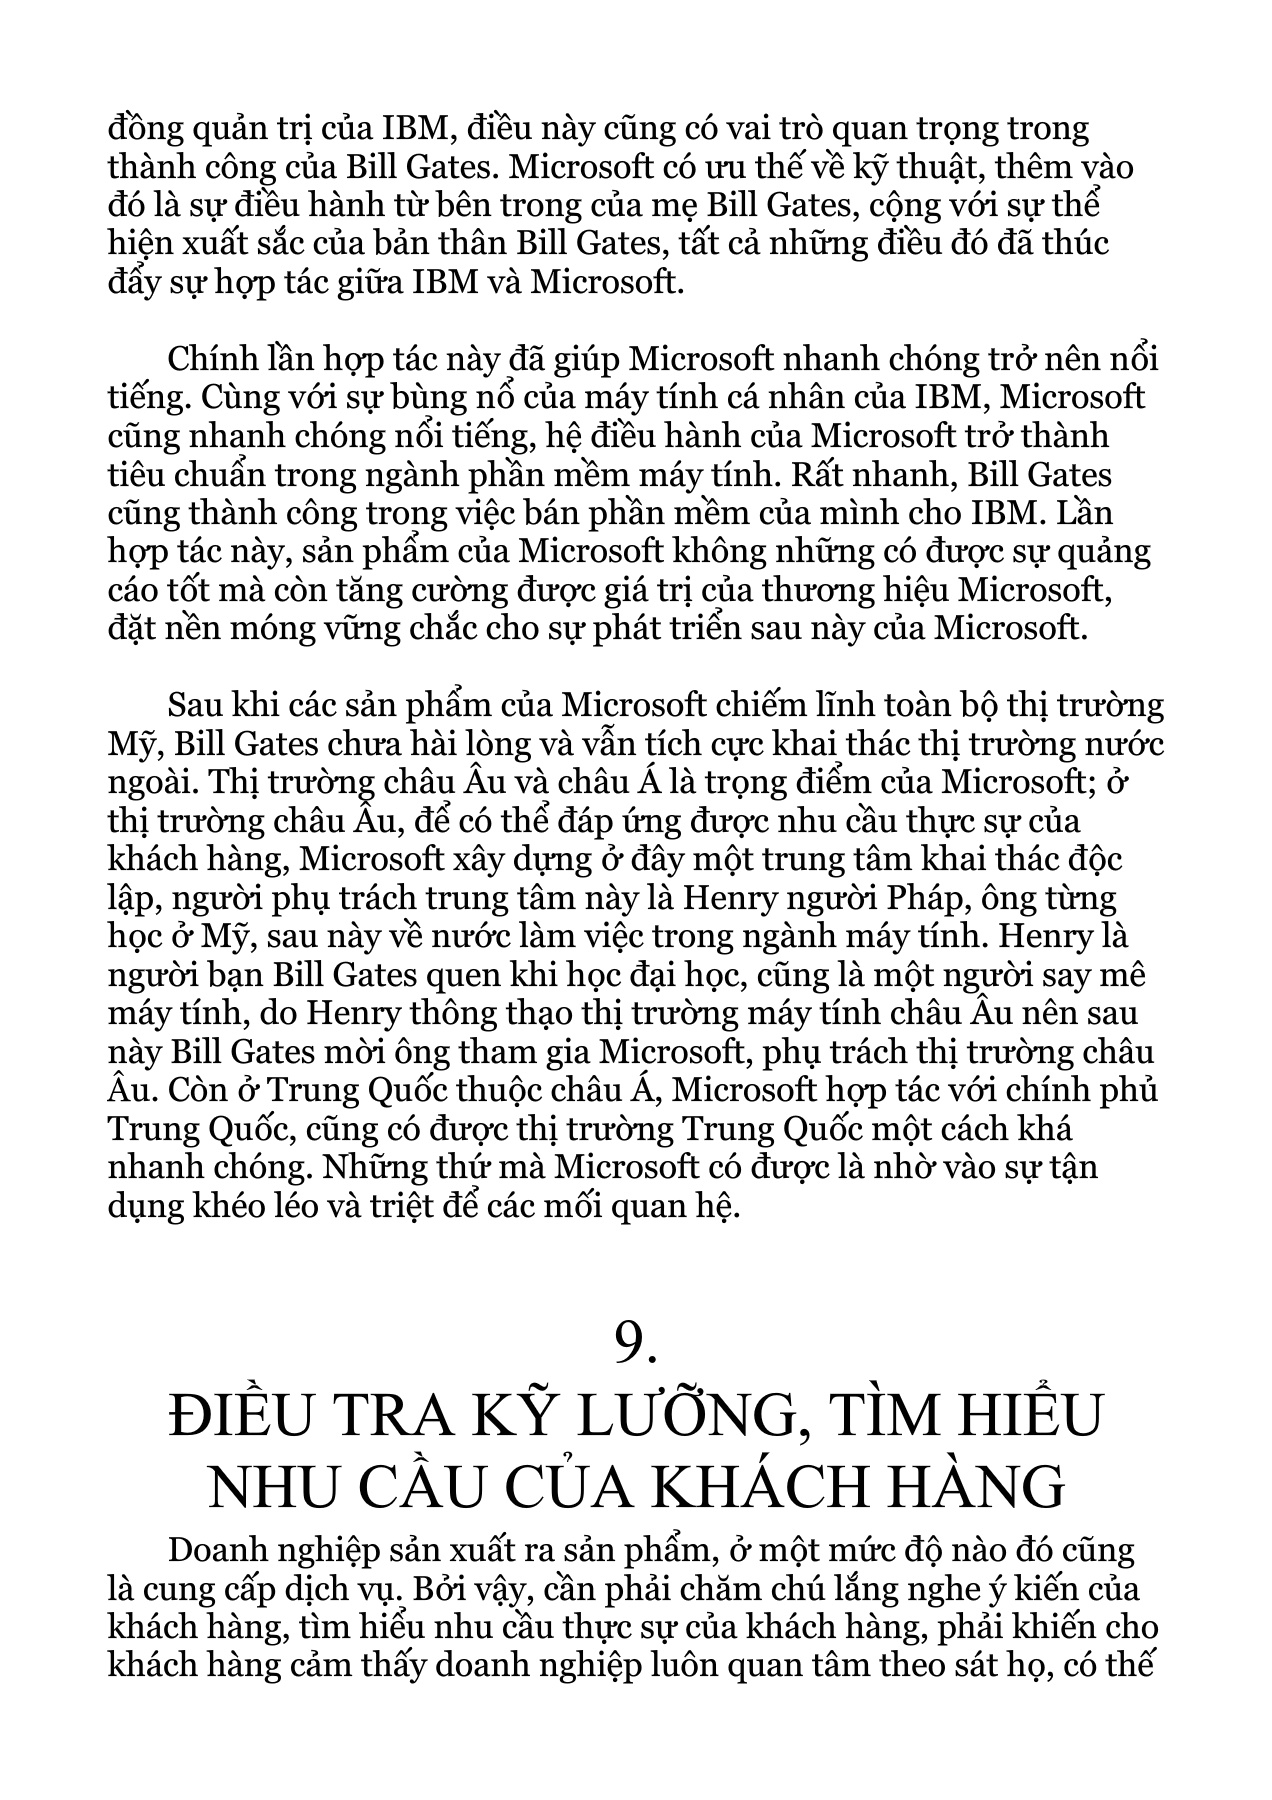 đồng quản trị của IBM, điều này cũng có vai trò quan trọng trong
thành công của Bill Gates. Microsoft có ưu thế về kỹ thuật, thêm vào
đó là sự điều hành từ bên trong của mẹ Bill Gates, cộng với sự thể
hiện xuất sắc của bản thân Bill Gates, tất cả những điều đó đã thúc
đẩy sự hợp tác giữa IBM và Microsoft.
Chính lần hợp tác này đã giúp Microsoft nhanh chóng trở nên nổi
tiếng. Cùng với sự bùng nổ của máy tính cá nhân của IBM, Microsoft
cũng nhanh chóng nổi tiếng, hệ điều hành của Microsoft trở thành
tiêu chuẩn trong ngành phần mềm máy tính. Rất nhanh, Bill Gates
cũng thành công trong việc bán phần mềm của mình cho IBM. Lần
hợp tác này, sản phẩm của Microsoft không những có được sự quảng
cáo tốt mà còn tăng cường được giá trị của thương hiệu Microsoft,
đặt nền móng vững chắc cho sự phát triển sau này của Microsoft.
Sau khi các sản phẩm của Microsoft chiếm lĩnh toàn bộ thị trường
Mỹ, Bill Gates chưa hài lòng và vẫn tích cực khai thác thị trường nước
ngoài. Thị trường châu Âu và châu Á là trọng điểm của Microsoft; ở
thị trường châu Âu, để có thể đáp ứng được nhu cầu thực sự của
khách hàng, Microsoft xây dựng ở đây một trung tâm khai thác độc
lập, người phụ trách trung tâm này là Henry người Pháp, ông từng
học ở Mỹ, sau này về nước làm việc trong ngành máy tính. Henry là
người bạn Bill Gates quen khi học đại học, cũng là một người say mê
máy tính, do Henry thông thạo thị trường máy tính châu Âu nên sau
này Bill Gates mời ông tham gia Microsoft, phụ trách thị trường châu
Âu. Còn ở Trung Quốc thuộc châu Á, Microsoft hợp tác với chính phủ
Trung Quốc, cũng có được thị trường Trung Quốc một cách khá
nhanh chóng. Những thứ mà Microsoft có được là nhờ vào sự tận
dụng khéo léo và triệt để các mối quan hệ.
9.
ĐIỀU TRA KỸ LƯỠNG, TÌM HIỂU
NHU CẦU CỦA KHÁCH HÀNG
Doanh nghiệp sản xuất ra sản phẩm, ở một mức độ nào đó cũng
là cung cấp dịch vụ. Bởi vậy, cần phải chăm chú lắng nghe ý kiến của
khách hàng, tìm hiểu nhu cầu thực sự của khách hàng, phải khiến cho
khách hàng cảm thấy doanh nghiệp luôn quan tâm theo sát họ, có thế